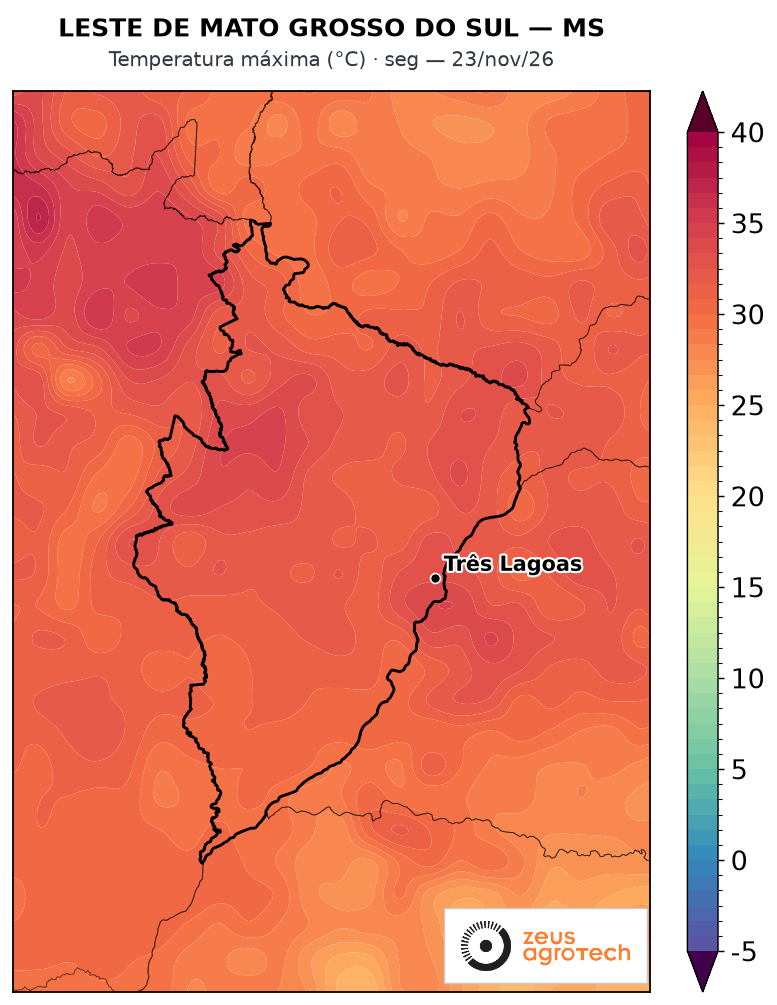 LESTE DE MATO GROSSO DO SUL — MS
Temperatura máxima (°C) · seg — 23/nov/26
40
35
30
25
20
15
10
5
0
-5
Três Lagoas
zeus
agrotech